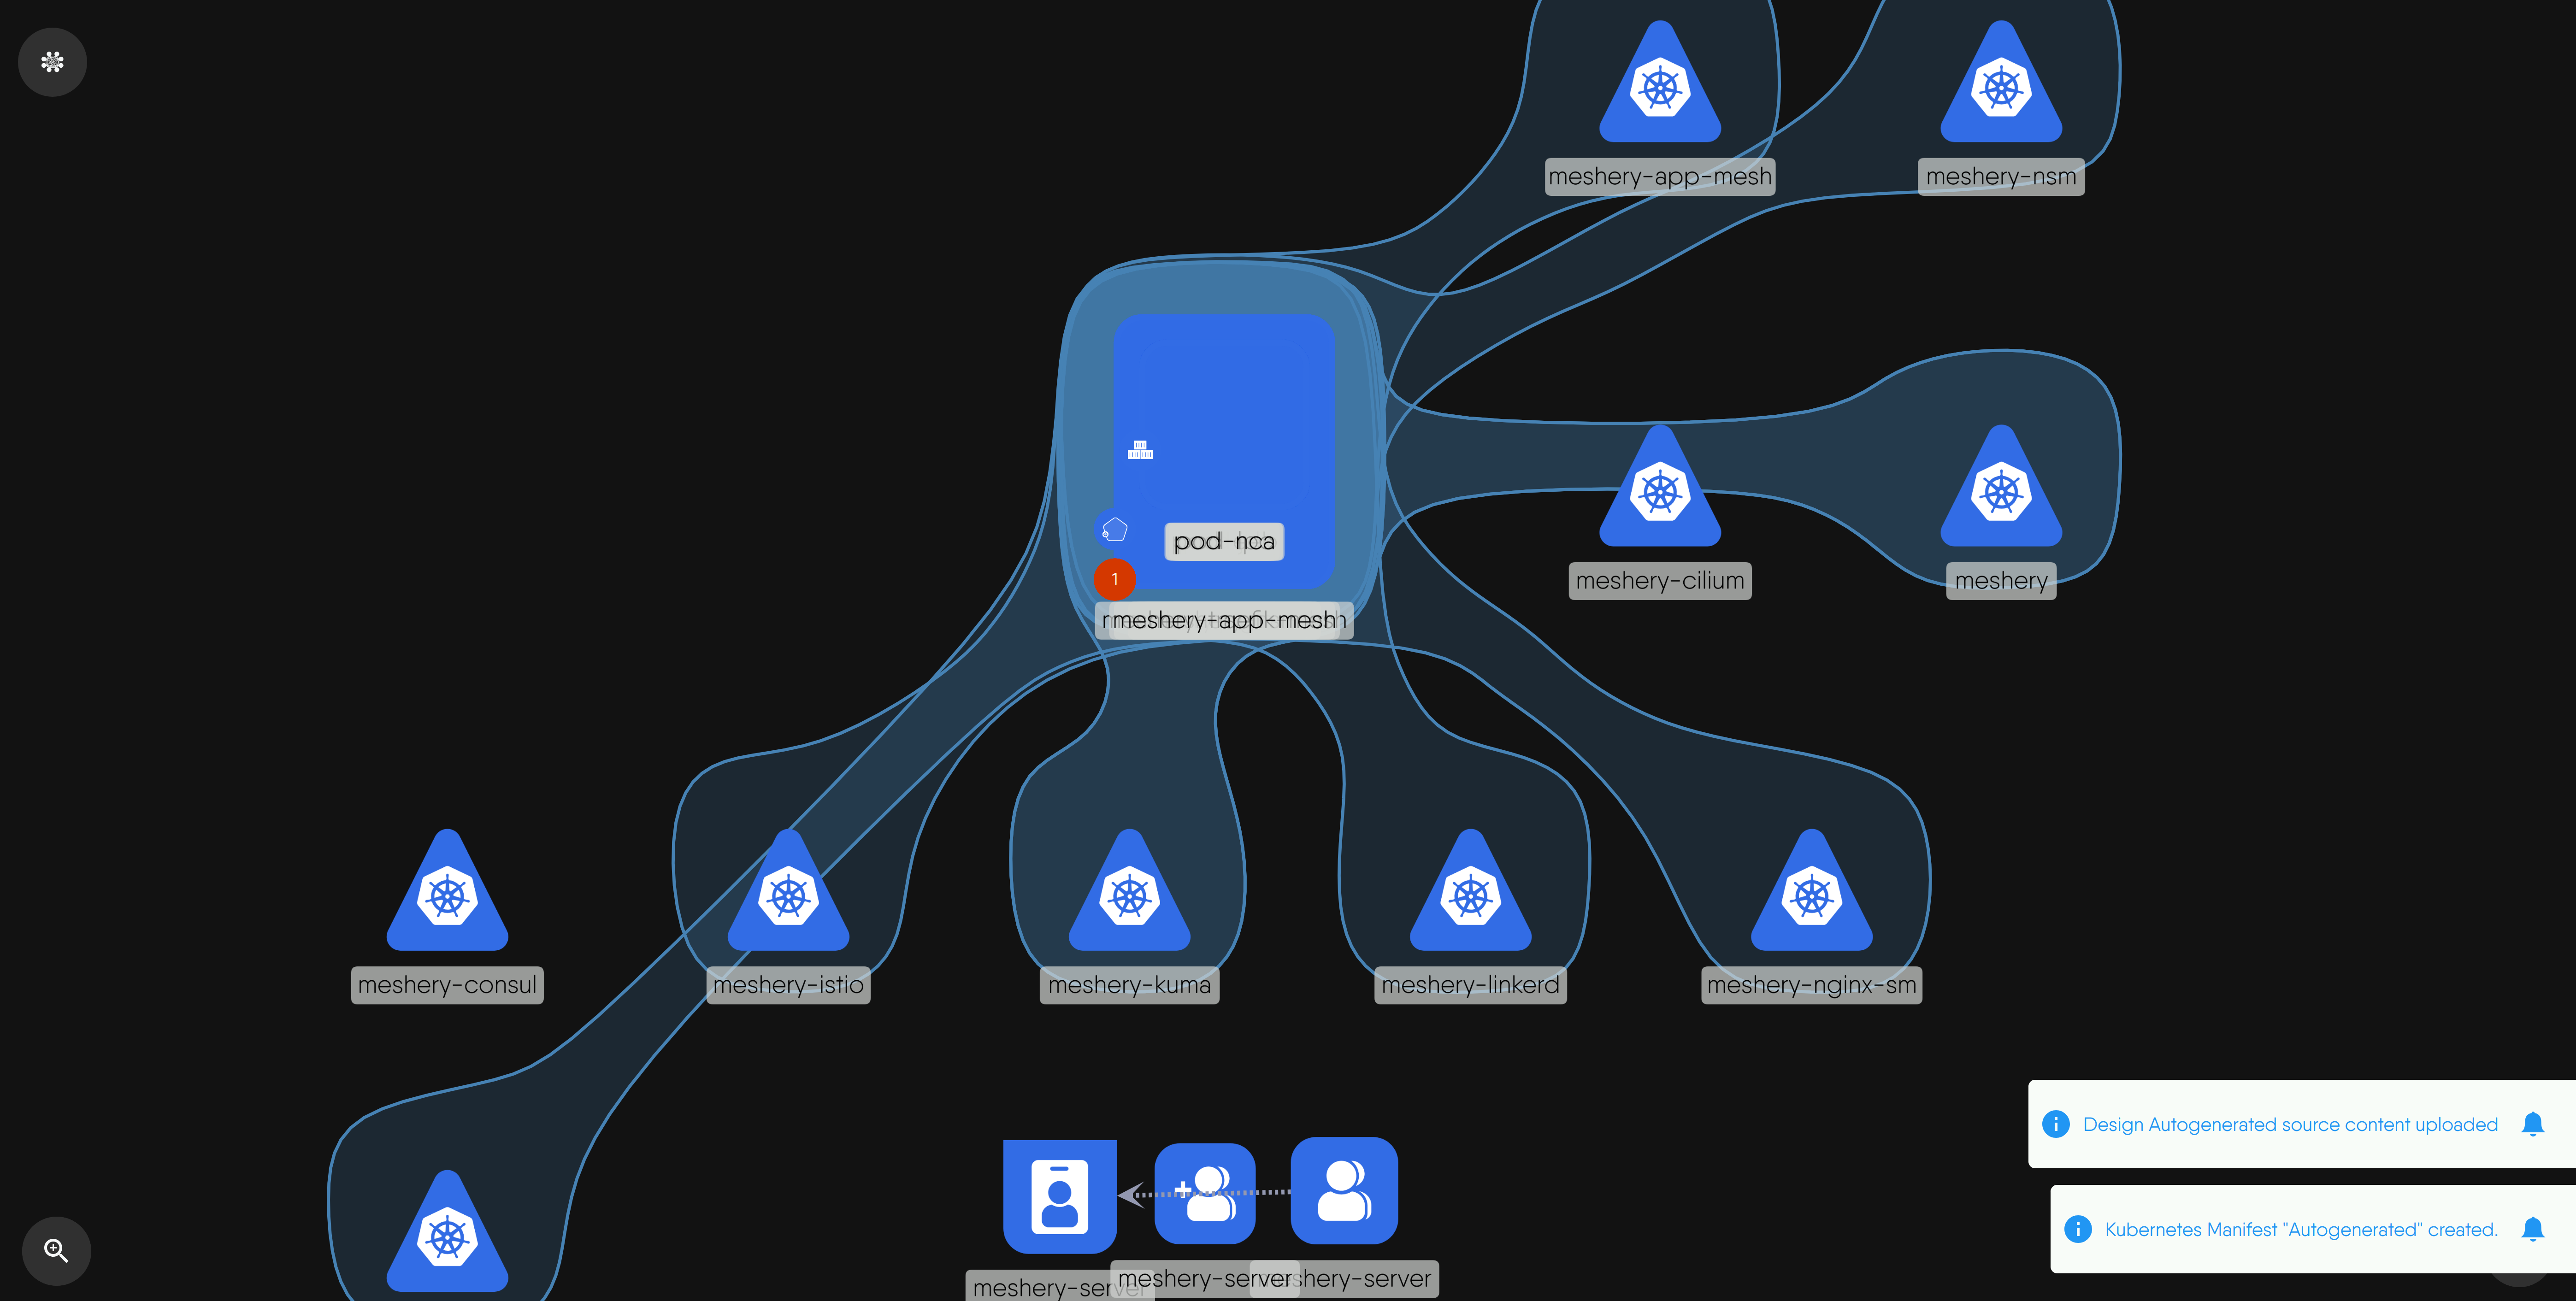 meshery-app-mesh
meshery-nsm
pod-nca
1
meshery-app-mesh
meshery-cilium
meshery
meshery-consul
meshery-istio
meshery-kuma
meshery-linkerd
meshery-nginx-sm
Design Autogenerated source content uploaded
Kubernetes Manifest "Autogenerated" created.
meshery-server
meshery-server
meshery-server